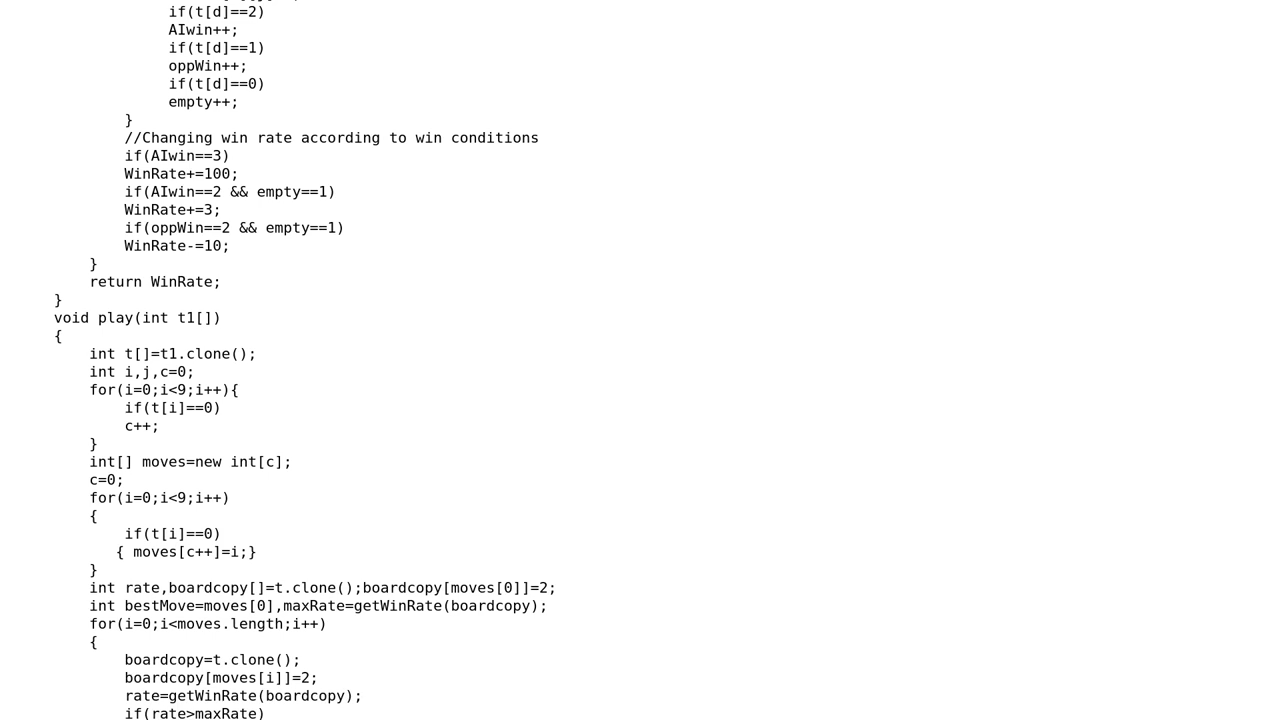 if(t[d]==2)
AIwin++;
if(t[d]==1)
oppWin++;
if(t[d]==0)
empty++;
}
//Changing win rate according to win conditions
if(AIwin==3)
WinRate+=100;
if(AIwin==2 && empty==1)
WinRate+=3;
if(oppWin==2 && empty==1)
WinRate-=10;
}
return WinRate;
}
void play(int t1[])
{
int t[]=t1.clone();
int i,j,c=0;
for(i=0;i<9;i++){
if(t[i]==0)
c++;
}
int[] moves=new int[c];
c=0;
for(i=0;i<9;i++)
{
if(t[i]==0)
{ moves[c++]=i;}
}
int rate,boardcopy[]=t.clone();boardcopy[moves[0]]=2;
int bestMove=moves[0],maxRate=getWinRate(boardcopy);
for(i=0;i<moves.length;i++)
{
boardcopy=t.clone();
boardcopy[moves[i]]=2;
rate=getWinRate(boardcopy);
if(rate>maxRate)